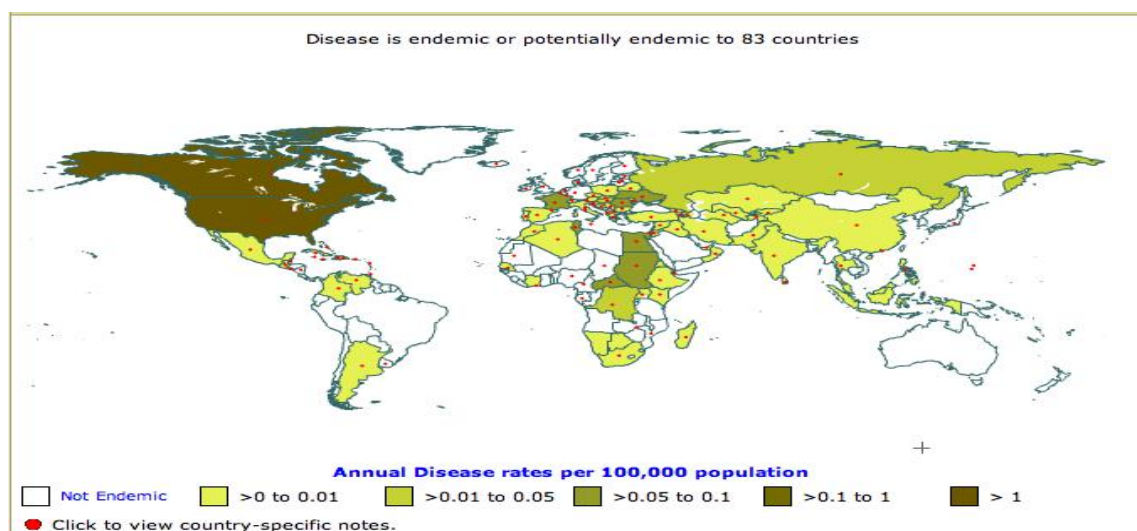 Disease is endemic or potentially endemic to 83 countries
Annual Disease rates per 100,000 population
Not Endemic >0 to 0.01 >0.01 to 0.05 >0.05 to 0.1 >0.1 to 1 > 1
Click to view country-specific notes.